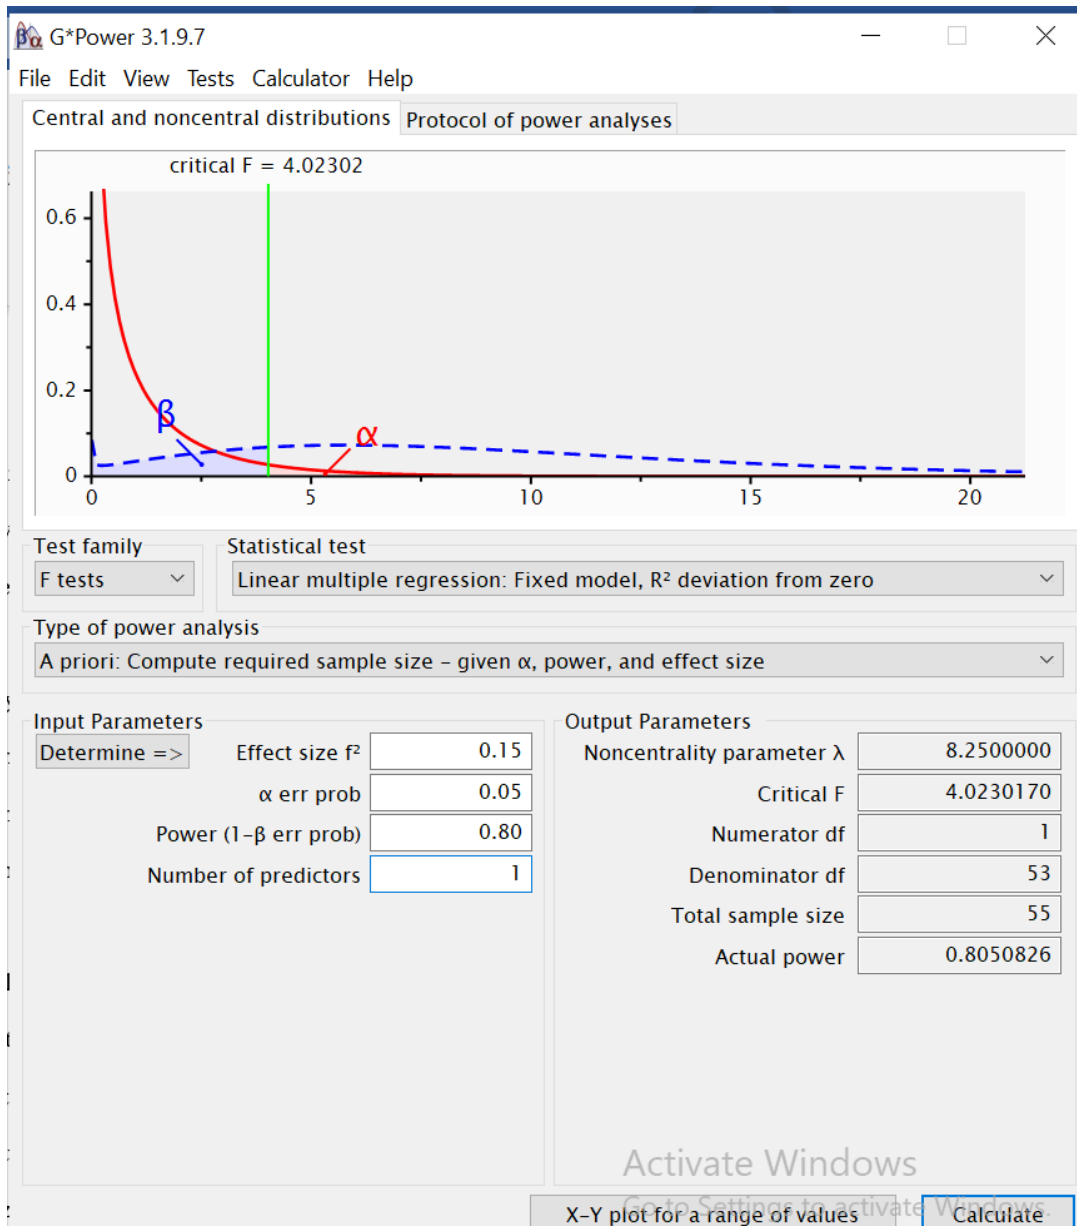 G*Power 3.1.9.7
File Edit View Tests Calculator Help
Central and noncentral distributions Protocol of power analyses
critical F = 4.02302
0.6
0.4
0.2
0
β
α
0 5 10 15 20
Test family Statistical test
F tests Linear multiple regression: Fixed model, R² deviation from zero
Type of power analysis
A priori: Compute required sample size – given α, power, and effect size
Input Parameters Output Parameters
Determine => Effect size f² 0.15 Noncentrality parameter λ 8.2500000
α err prob 0.05 Critical F 4.0230170
Power (1-β err prob) 0.80 Numerator df 1
Number of predictors 1 Denominator df 53
Total sample size 55
Actual power 0.8050826
Activate Windows
Go to Settings to activate Windows.
X-Y plot for a range of values Calculate